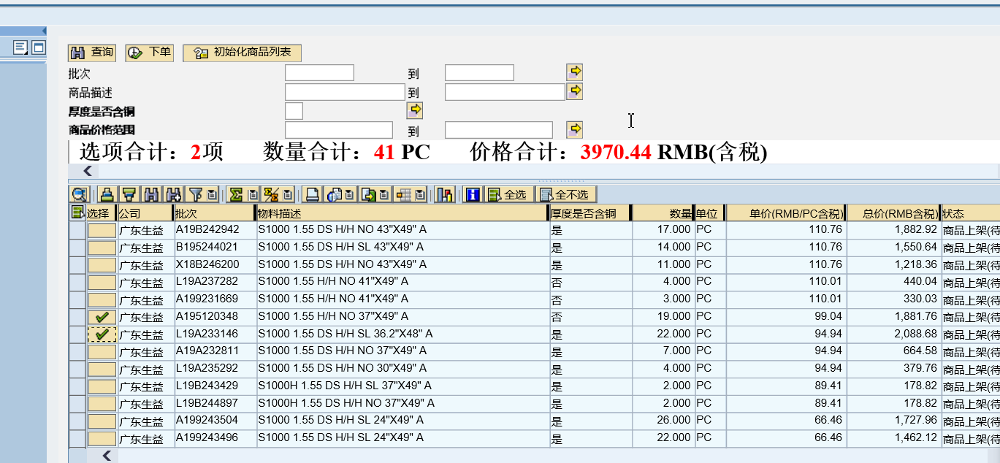 查询 下单 初始化商品列表
批次 到
商品描述 到
厚度是否含铜
商品价格范围 到
选项合计：2项 数量合计：41 PC 价格合计：3970.44 RMB(含税)
全选 全不选
选择 公司 批次 物料描述 厚度是否含铜 数量 单位 单价(RMB/PC含税) 总价(RMB含税) 状态
广东生益 A19B242942 S1000 1.55 DS H/H NO 43"X49" A 是 17.000 PC 110.76 1,882.92 商品上架(待
广东生益 B195244021 S1000 1.55 DS H/H SL 43"X49" A 是 14.000 PC 110.76 1,550.64 商品上架(待
广东生益 X18B246200 S1000 1.55 DS H/H NO 43"X49" A 是 11.000 PC 110.76 1,218.36 商品上架(待
广东生益 L19A237282 S1000 1.55 H/H NO 41"X49" A 否 4.000 PC 110.01 440.04 商品上架(待
广东生益 A199231669 S1000 1.55 H/H NO 41"X49" A 否 3.000 PC 110.01 330.03 商品上架(待
广东生益 A195120348 S1000 1.55 H/H NO 37"X49" A 否 19.000 PC 99.04 1,881.76 商品上架(待
广东生益 L19A233146 S1000 1.55 DS H/H SL 36.2"X48" A 是 22.000 PC 94.94 2,088.68 商品上架(待
广东生益 A19A232811 S1000 1.55 DS H/H NO 37"X49" A 是 7.000 PC 94.94 664.58 商品上架(待
广东生益 L19A235292 S1000 1.55 DS H/H NO 30"X49" A 是 4.000 PC 94.94 379.76 商品上架(待
广东生益 L19B243429 S1000H 1.55 DS H/H SL 37"X49" A 是 2.000 PC 89.41 178.82 商品上架(待
广东生益 L19B244897 S1000H 1.55 DS H/H NO 37"X49" A 是 2.000 PC 89.41 178.82 商品上架(待
广东生益 A199243504 S1000 1.55 DS H/H SL 24"X49" A 是 26.000 PC 66.46 1,727.96 商品上架(待
广东生益 A199243496 S1000 1.55 DS H/H SL 24"X49" A 是 22.000 PC 66.46 1,462.12 商品上架(待